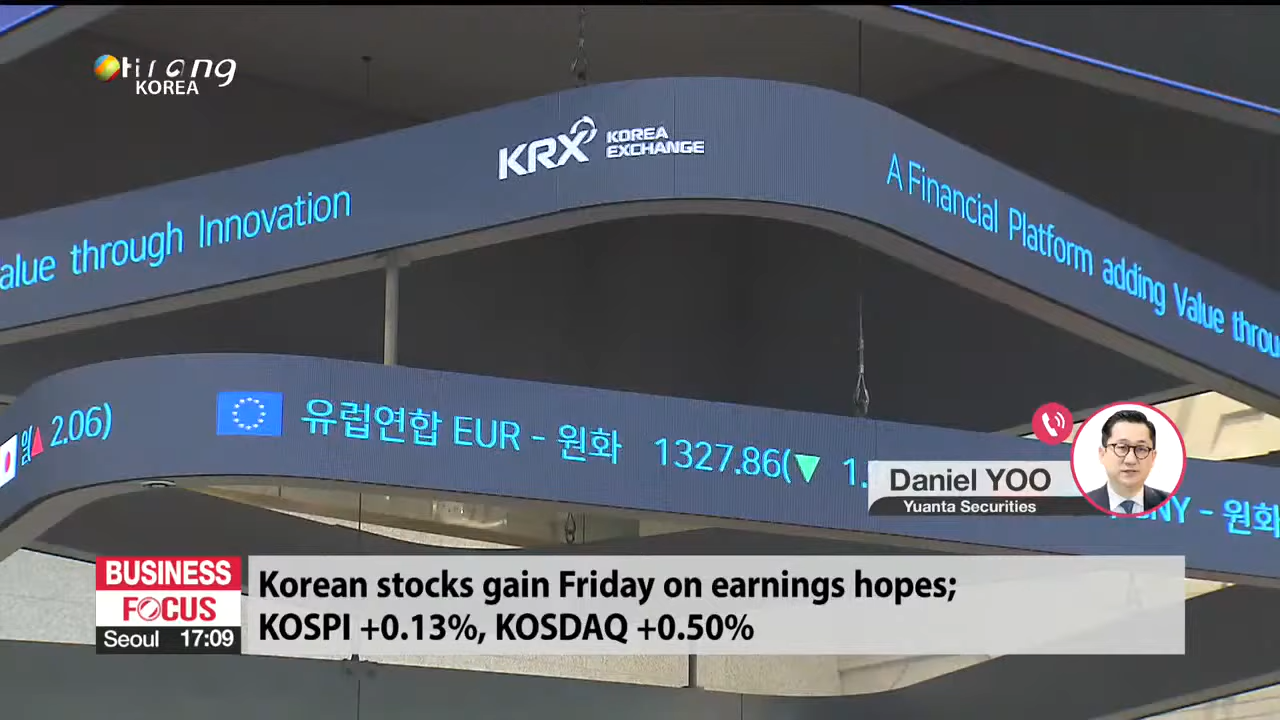 arirang
KOREA
KRX KOREA
EXCHANGE
alue through Innovation
A Financial Platform adding Value throu
2.06)
유럽연합 EUR - 원화 1327.86(▼ 1.
CNY - 원화
Daniel YOO
Yuanta Securities
BUSINESS
FOCUS
Seoul 17:09
Korean stocks gain Friday on earnings hopes;
KOSPI +0.13%, KOSDAQ +0.50%